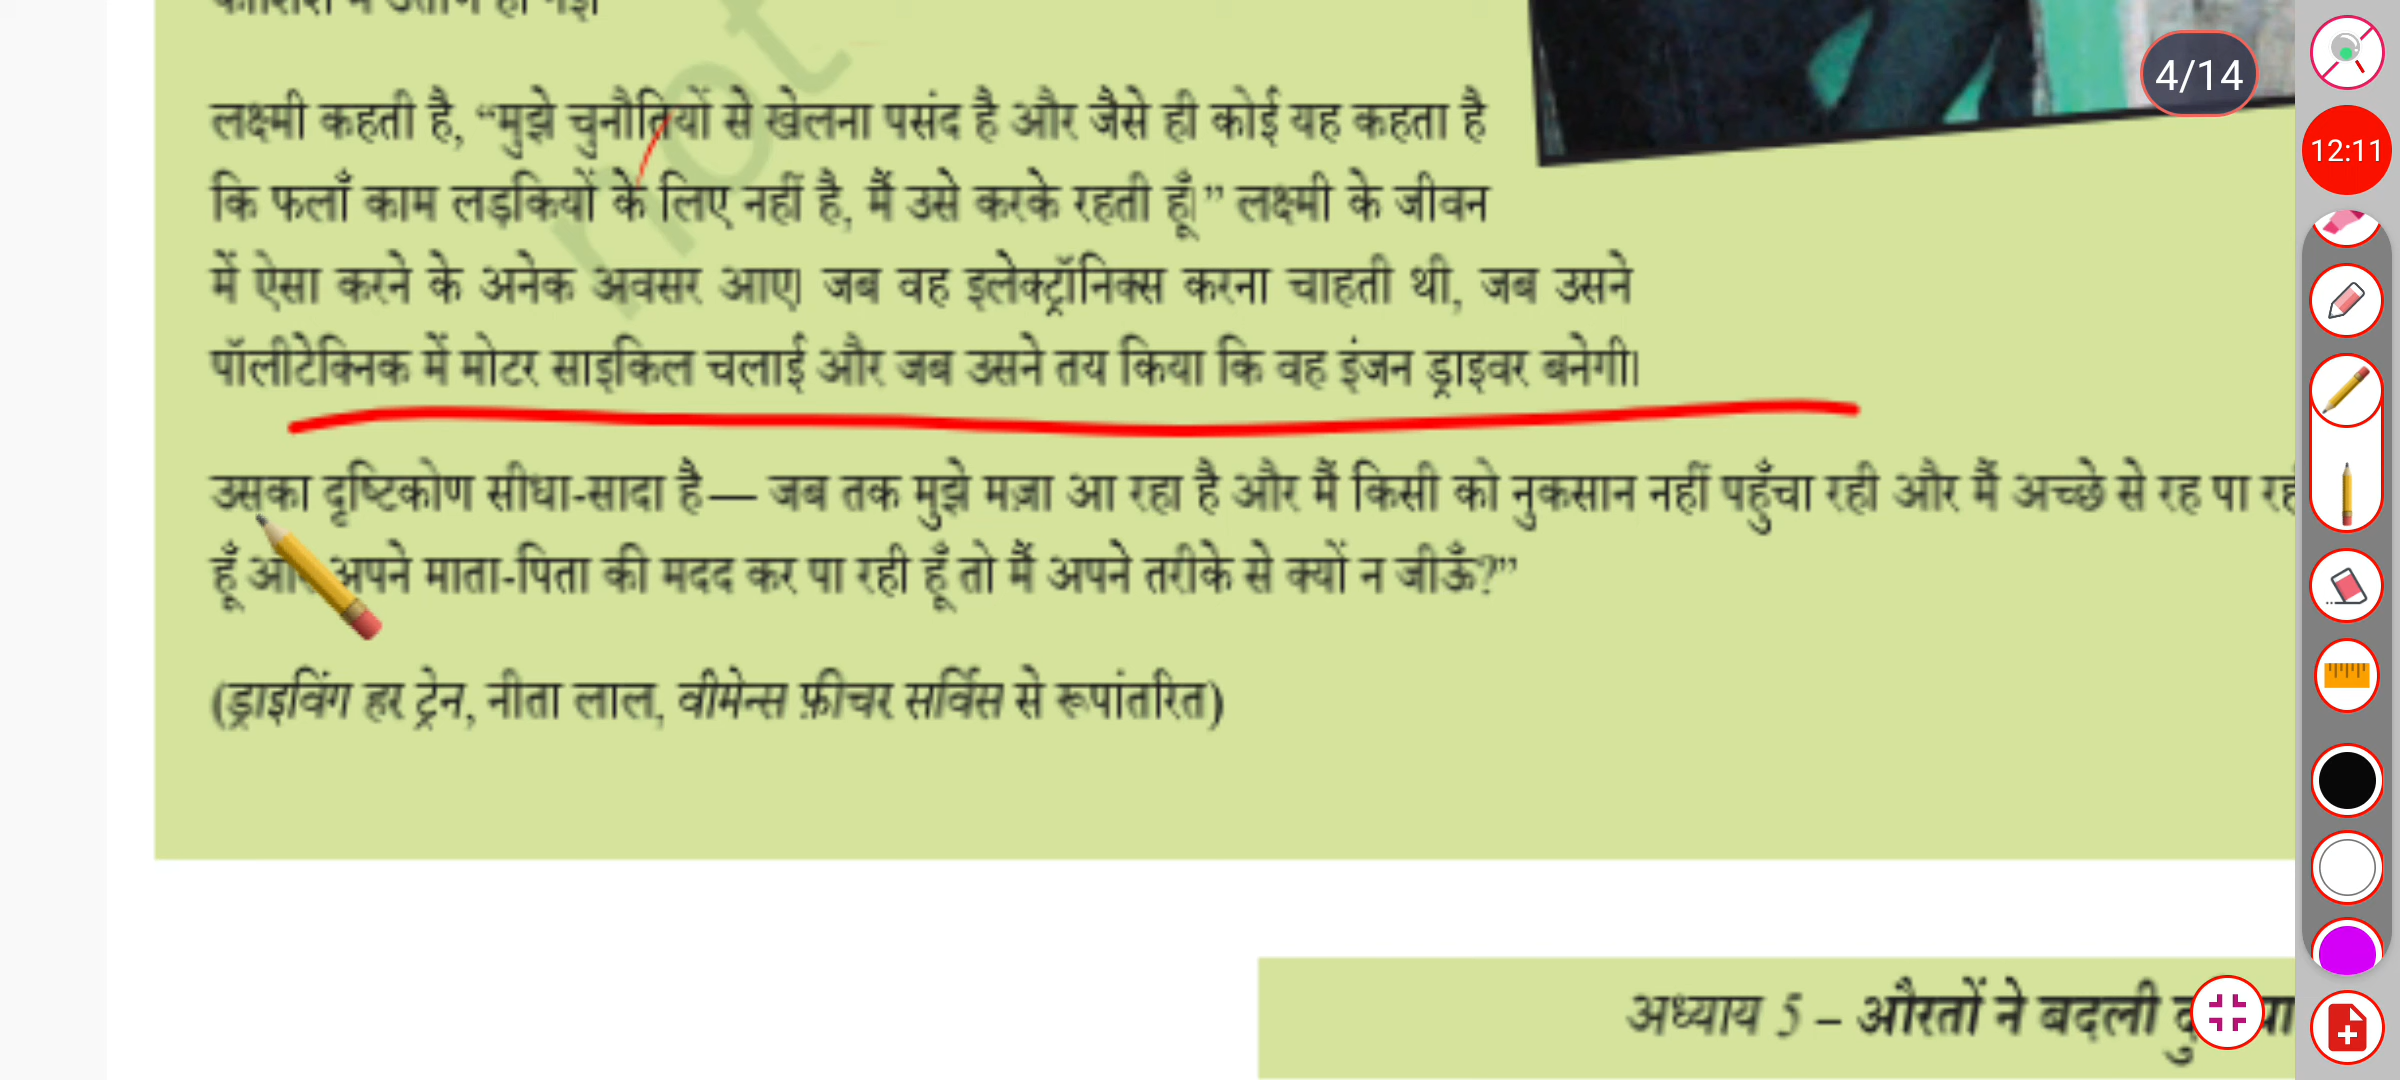 not
लक्ष्मी कहती है, “मुझे चुनौतियों से खेलना पसंद है और जैसे ही कोई यह कहता है
कि फलाँ काम लड़कियों के लिए नहीं है, मैं उसे करके रहती हूँ।” लक्ष्मी के जीवन
में ऐसा करने के अनेक अवसर आए। जब वह इलेक्ट्रॉनिक्स करना चाहती थी, जब उसने
पॉलीटेक्निक में मोटर साइकिल चलाई और जब उसने तय किया कि वह इंजन ड्राइवर बनेगी।
उसका दृष्टिकोण सीधा-सादा है— जब तक मुझे मज़ा आ रहा है और मैं किसी को नुकसान नहीं पहुँचा रही और मैं अच्छे से रह पा
हूँ अपने माता-पिता की मदद कर पा रही हूँ तो मैं अपने तरीके से क्यों न जीऊँ?”
(ड्राइविंग हर ट्रेन, नीता लाल, वीमेन्स फ़ीचर सर्विस से रूपांतरित)
अध्याय 5 – औरतों ने बदली
4/14
12:11